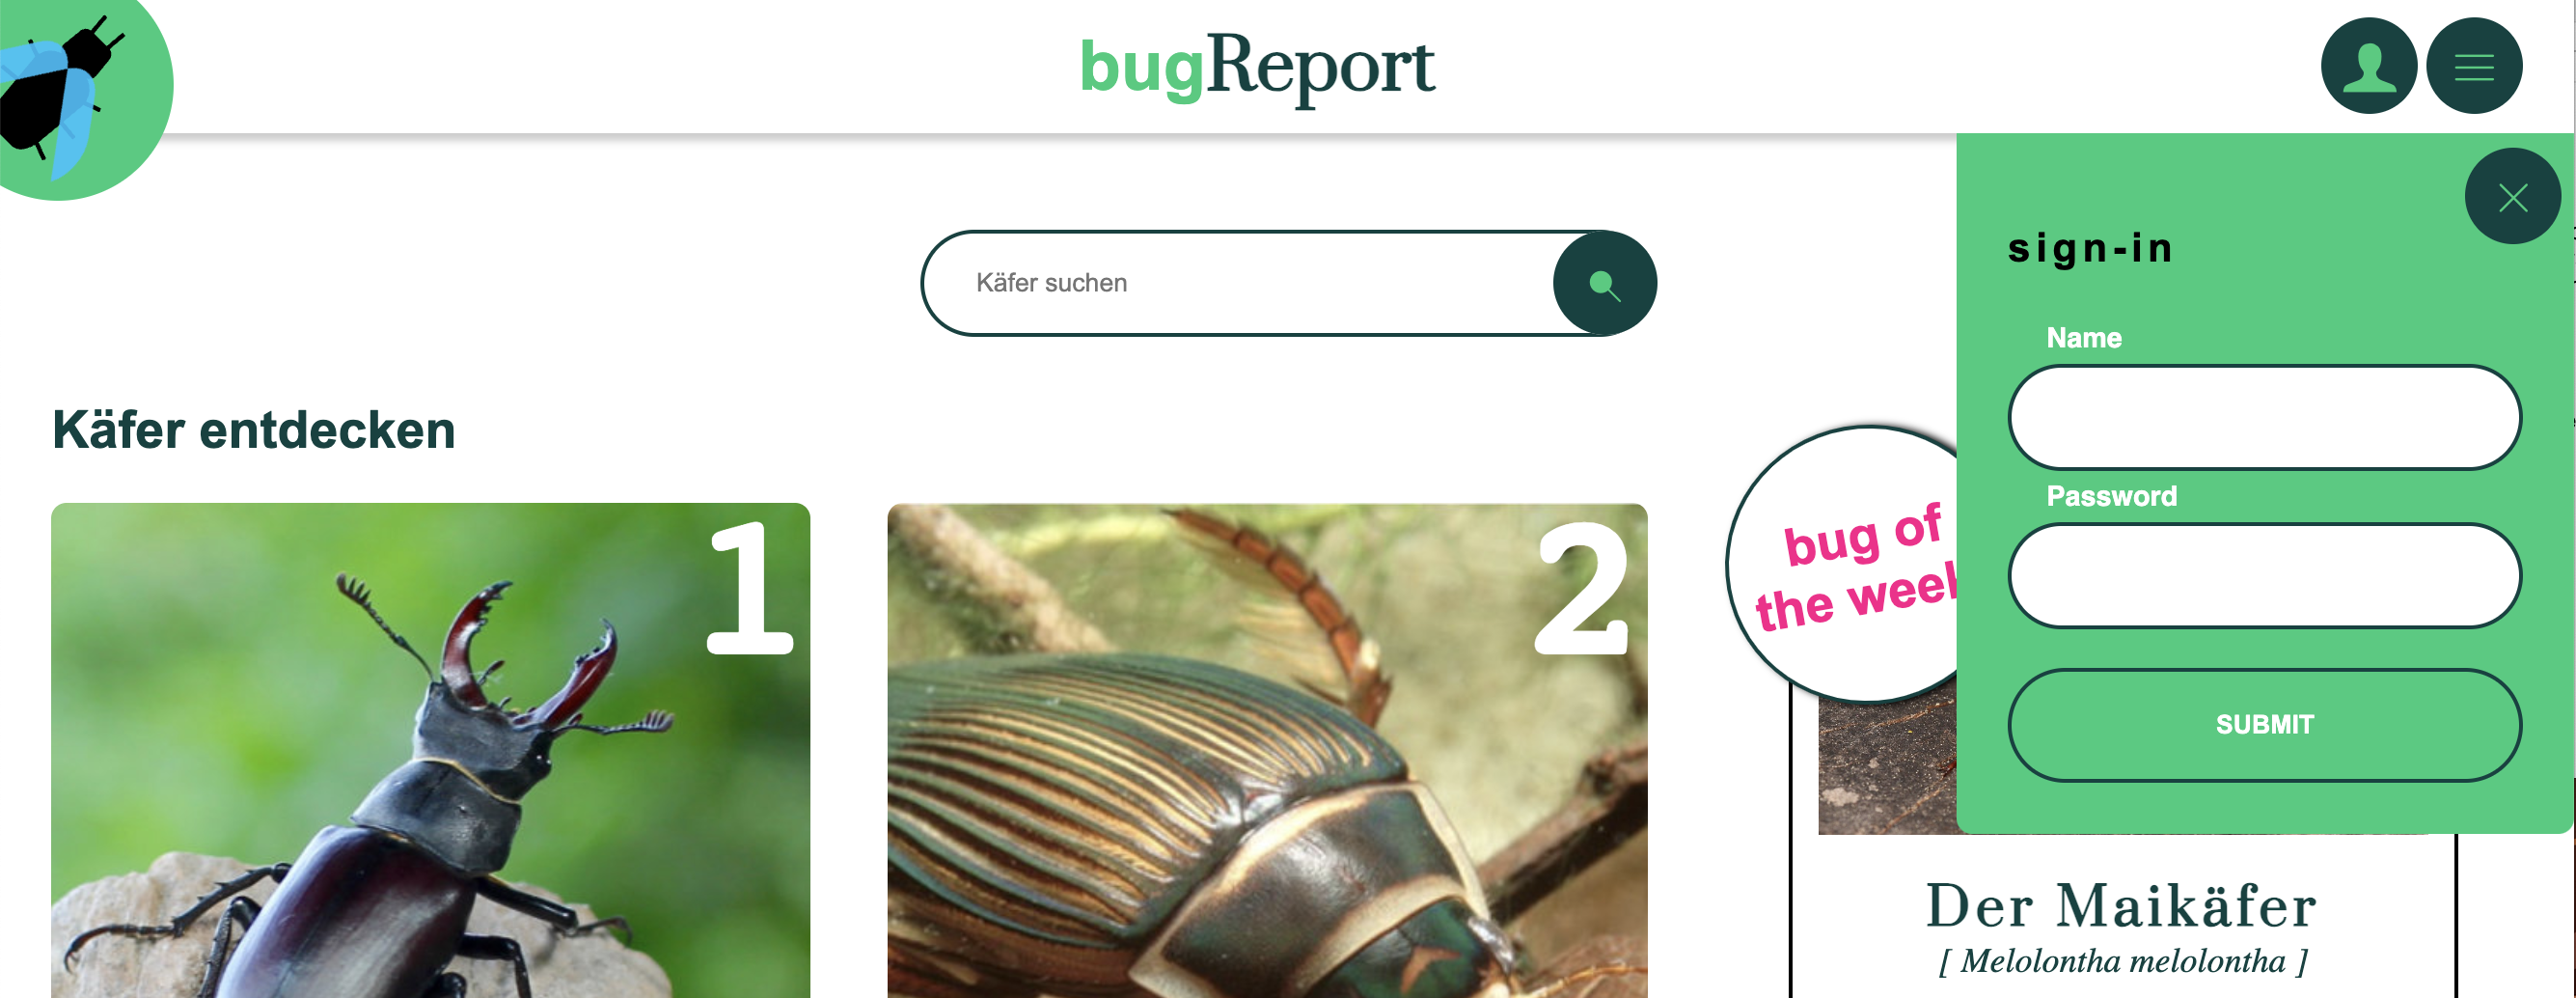 bugReport
Käfer suchen
sign-in
Name
Password
SUBMIT
Käfer entdecken
1
2
bug of
the week
Der Maikäfer
[ Melolontha melolontha ]